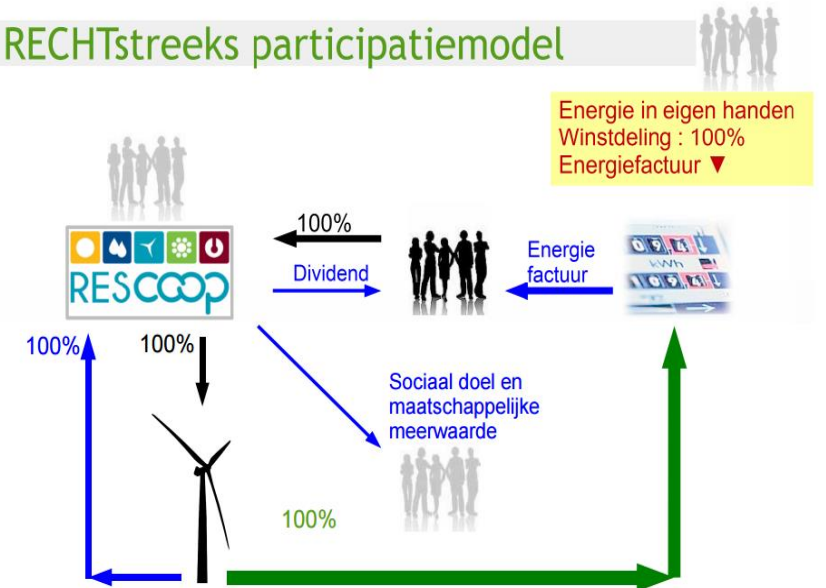 RECHTstreeks participatiemodel
Energie in eigen handen
Winstdeling : 100%
Energiefactuur ▼
100%
Dividend
Energie
factuur
kWh
REScoop
100%
100%
Sociaal doel en
maatschappelijke
meerwaarde
100%